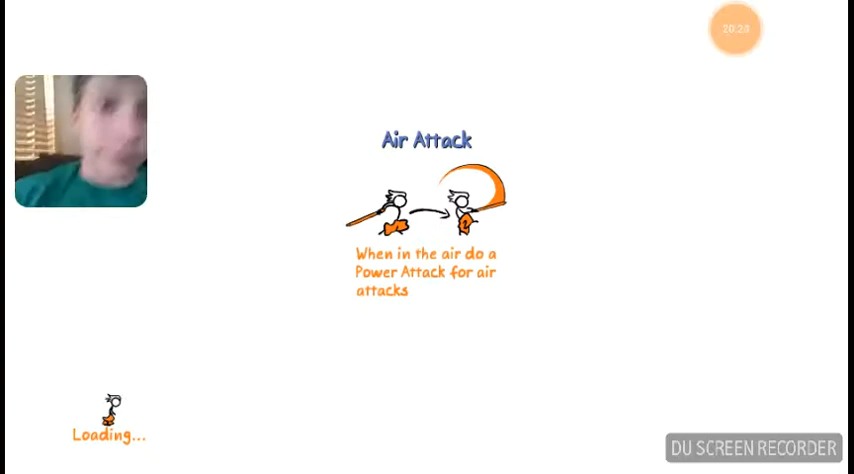 20:23
Air Attack
When in the air do a
Power Attack for air
attacks
Loading...
DU SCREEN RECORDER